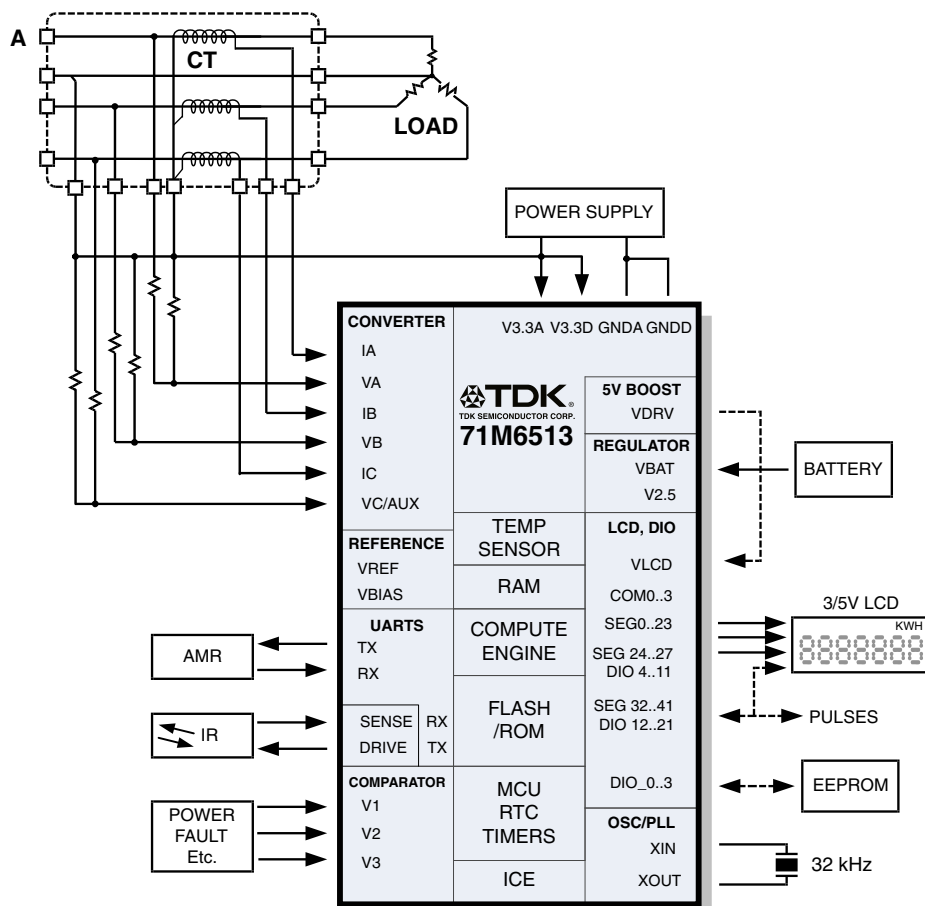 A
CT
LOAD
POWER SUPPLY
CONVERTER
V3.3A V3.3D GNDA GNDD
IA
VA
IB
VB
IC
VC/AUX
TDK®
TDK SEMICONDUCTOR CORP.
71M6513
5V BOOST
VDRV
REGULATOR
VBAT
V2.5
BATTERY
REFERENCE
VREF
VBIAS
TEMP
SENSOR
RAM
LCD, DIO
VLCD
COM0..3
SEG0..23
SEG 24..27
DIO 4..11
SEG 32..41
DIO 12..21
DIO_0..3
3/5V LCD
KWH
8888888
PULSES
EEPROM
UARTS
TX
RX
AMR
COMPUTE
ENGINE
IR
SENSE RX
DRIVE TX
FLASH
/ROM
COMPARATOR
V1
V2
V3
POWER
FAULT
Etc.
MCU
RTC
TIMERS
ICE
OSC/PLL
XIN
XOUT
32 kHz